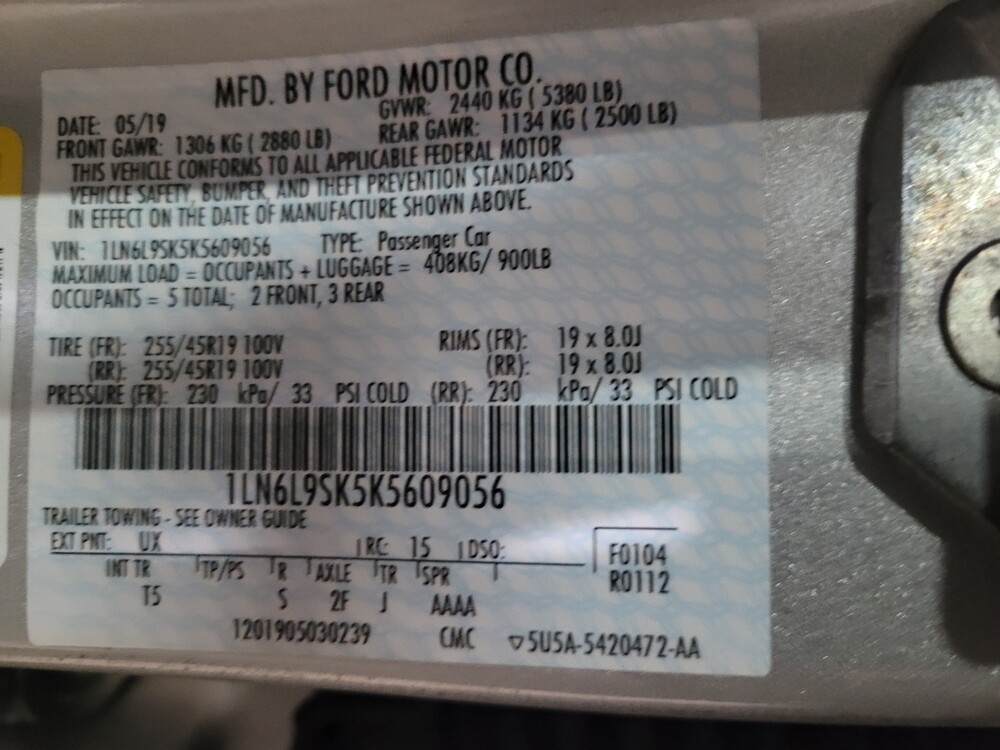 MFD. BY FORD MOTOR CO.
DATE: 05/19 GVWR: 2440 KG ( 5380 LB)
FRONT GAWR: 1306 KG ( 2880 LB) REAR GAWR: 1134 KG ( 2500 LB)
THIS VEHICLE CONFORMS TO ALL APPLICABLE FEDERAL MOTOR
VEHICLE SAFETY, BUMPER, AND THEFT PREVENTION STANDARDS
IN EFFECT ON THE DATE OF MANUFACTURE SHOWN ABOVE.
VIN: 1LN6L9SK5K5609056 TYPE: Passenger Car
MAXIMUM LOAD = OCCUPANTS + LUGGAGE = 408KG/ 900LB
OCCUPANTS = 5 TOTAL; 2 FRONT, 3 REAR
TIRE (FR): 255/45R19 100V RIMS (FR): 19 x 8.0J
(RR): 255/45R19 100V (RR): 19 x 8.0J
PRESSURE (FR): 230 kPa/ 33 PSI COLD (RR): 230 kPa/ 33 PSI COLD
1LN6L9SK5K5609056
TRAILER TOWING - SEE OWNER GUIDE
EXT PNT: UX RC: 15 DSO: F0104
INT TR TP/PS R AXLE TR SPR R0112
T5 S 2F J AAAA
1201905030239 CMC ▽5U5A-5420472-AA